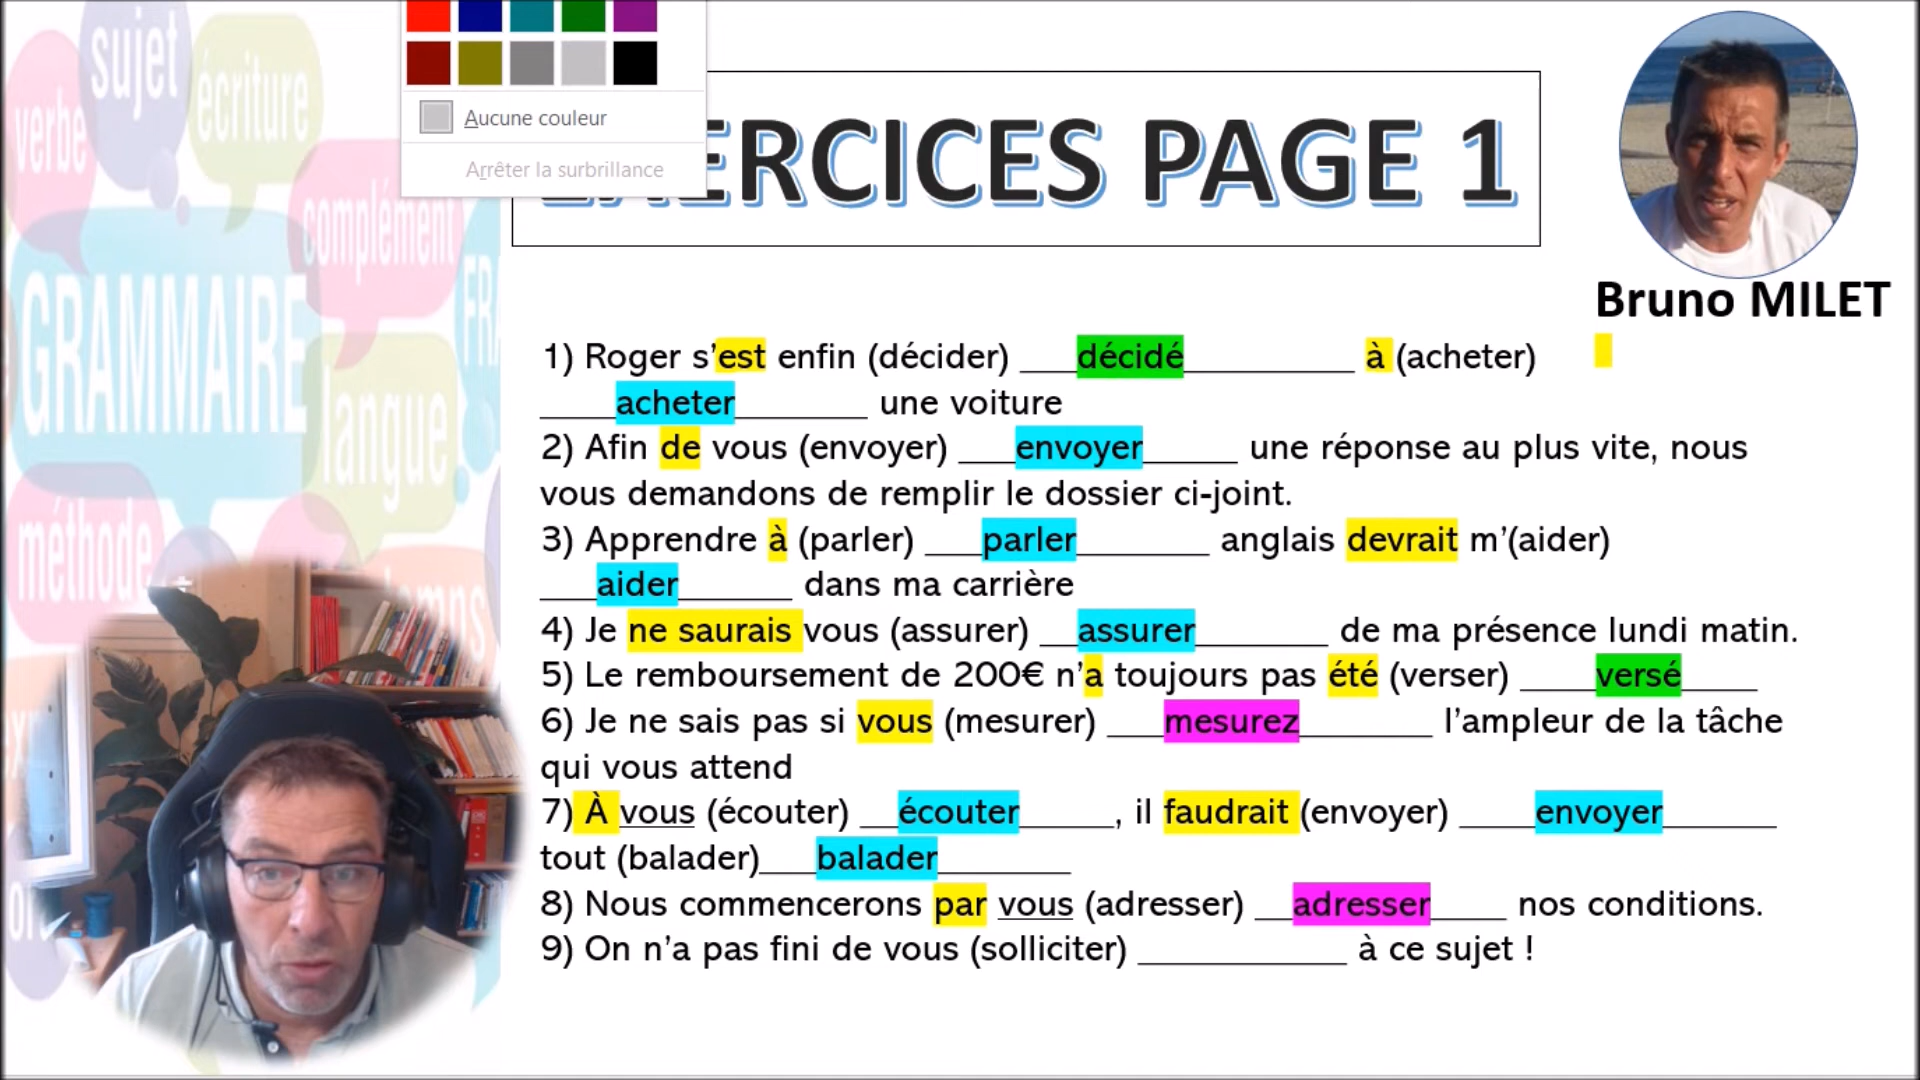 sujet
écriture
verbe
complément
GRAMMAIRE
FRA
langue
méthode
Aucune couleur
Arrêter la surbrillance
ERCICES PAGE 1
Bruno MILET
1) Roger s’est enfin (décider) ___décidé_________ à (acheter)
____acheter_______ une voiture
2) Afin de vous (envoyer) ___envoyer_____ une réponse au plus vite, nous
vous demandons de remplir le dossier ci-joint.
3) Apprendre à (parler) ___parler_______ anglais devrait m’(aider)
___aider______ dans ma carrière
4) Je ne saurais vous (assurer) __assurer_______ de ma présence lundi matin.
5) Le remboursement de 200€ n’a toujours pas été (verser) ____versé____
6) Je ne sais pas si vous (mesurer) ___mesurez_______ l’ampleur de la tâche
qui vous attend
7) À vous (écouter) __écouter_____, il faudrait (envoyer) ____envoyer______
tout (balader)___balader_______
8) Nous commencerons par vous (adresser) __adresser____ nos conditions.
9) On n’a pas fini de vous (solliciter) ___________ à ce sujet !